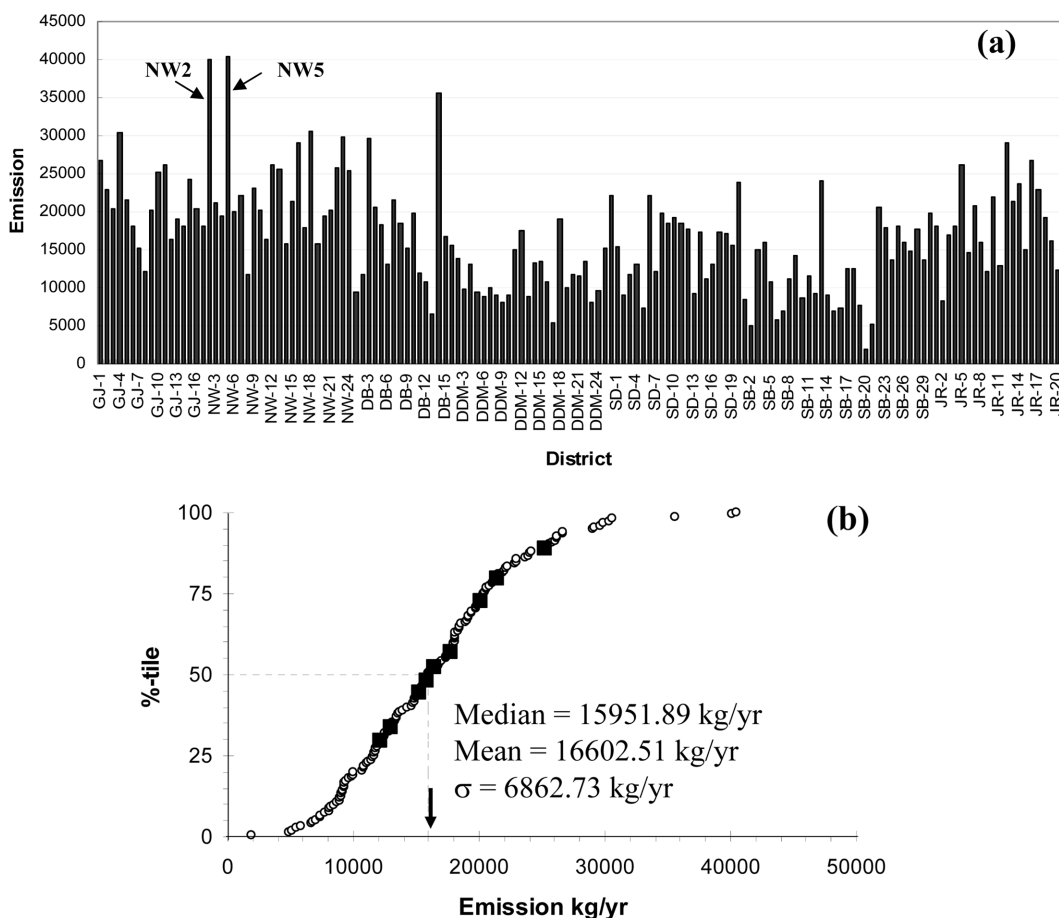 (a)
45000
40000
35000
30000
25000
20000
15000
10000
5000
0
Emission
NW2
NW5
GJ-1
GJ-4
GJ-7
GJ-10
GJ-13
GJ-16
NW-3
NW-6
NW-9
NW-12
NW-15
NW-18
NW-21
NW-24
DB-3
DB-6
DB-9
DB-12
DB-15
DDM-3
DDM-6
DDM-9
DDM-12
DDM-15
DDM-18
DDM-21
DDM-24
SD-1
SD-4
SD-7
SD-10
SD-13
SD-16
SD-19
SB-2
SB-5
SB-8
SB-11
SB-14
SB-17
SB-20
SB-23
SB-26
SB-29
JR-2
JR-5
JR-8
JR-11
JR-14
JR-17
JR-20
District
(b)
100
75
50
25
0
%-tile
Median = 15951.89 kg/yr
Mean = 16602.51 kg/yr
σ = 6862.73 kg/yr
0
10000
20000
30000
40000
50000
Emission kg/yr